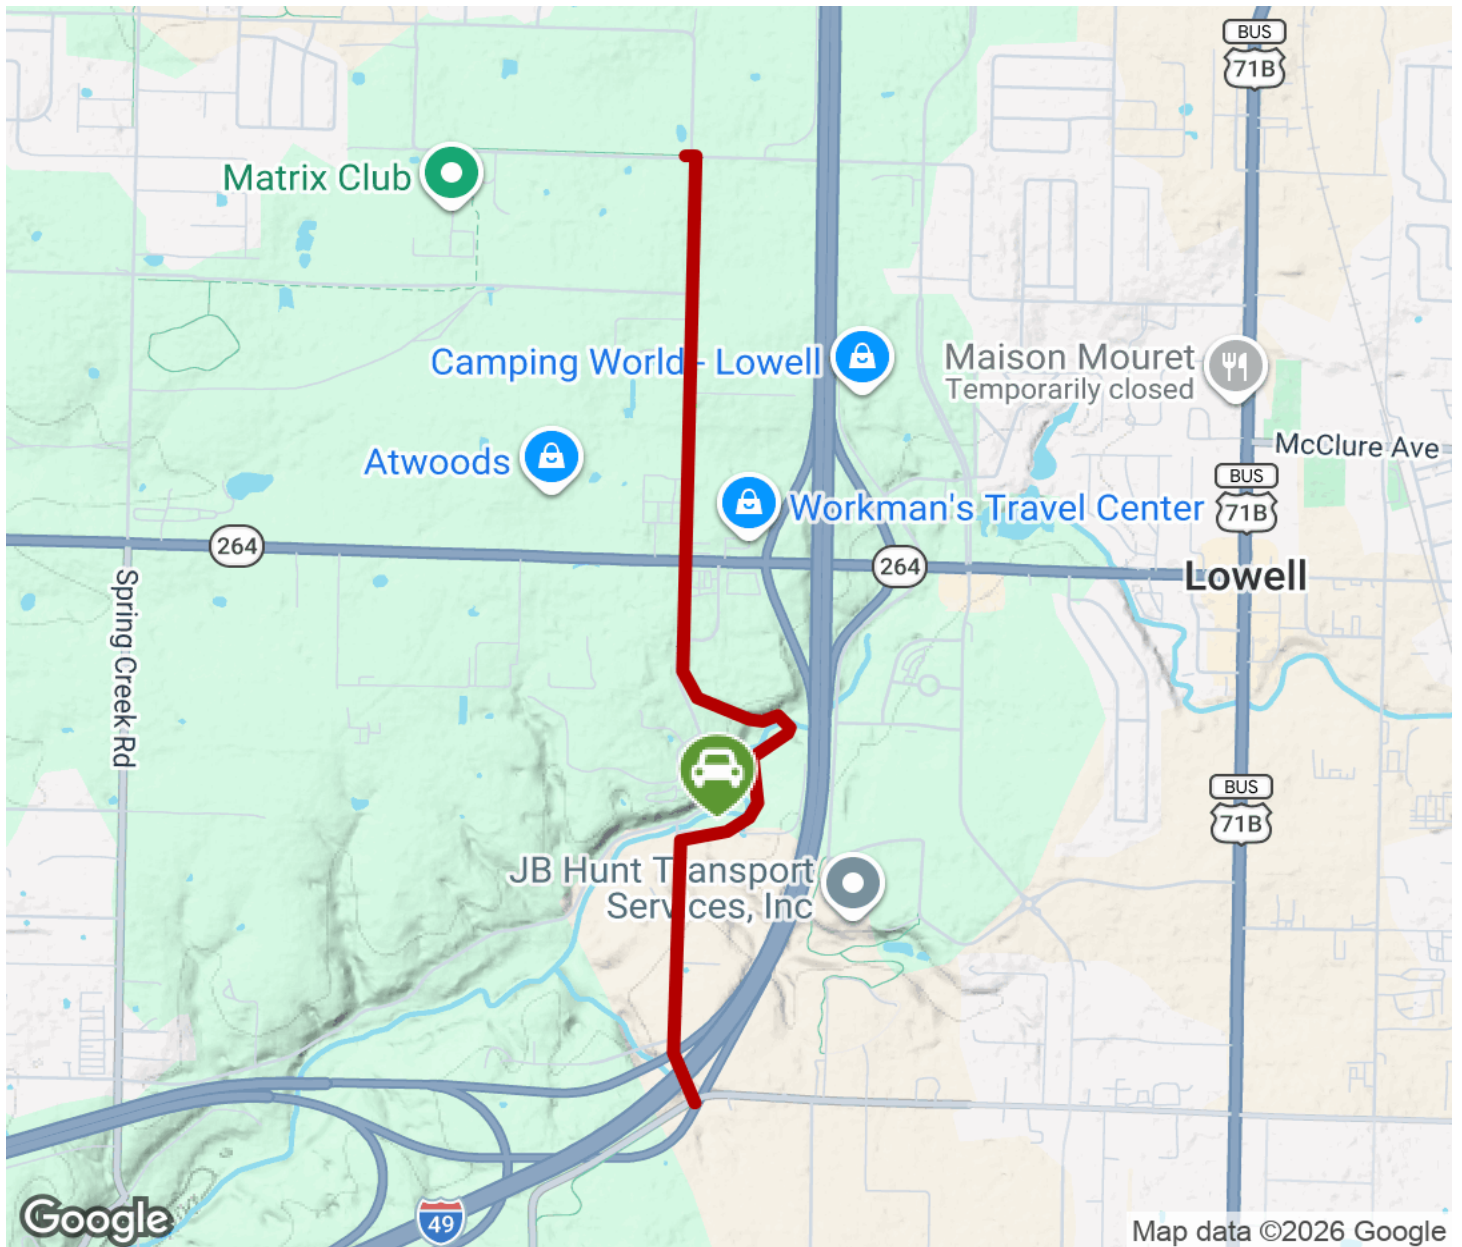 BUS
71B
Matrix Club
Camping World - Lowell
Maison Mouret
Temporarily closed
McClure Ave
Atwoods
BUS
71B
Workman's Travel Center
264
264
Lowell
Spring Creek Rd
BUS
71B
JB Hunt Transport
Services, Inc
49
Google
Map data ©2026 Google